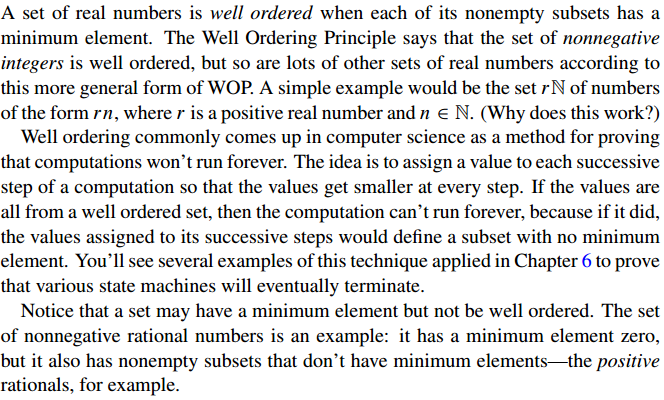 A set of real numbers is well ordered when each of its nonempty subsets has a
minimum element. The Well Ordering Principle says that the set of nonnegative
integers is well ordered, but so are lots of other sets of real numbers according to
this more general form of WOP. A simple example would be the set rℕ of numbers
of the form rn, where r is a positive real number and n ∈ ℕ. (Why does this work?)
Well ordering commonly comes up in computer science as a method for proving
that computations won’t run forever. The idea is to assign a value to each successive
step of a computation so that the values get smaller at every step. If the values are
all from a well ordered set, then the computation can’t run forever, because if it did,
the values assigned to its successive steps would define a subset with no minimum
element. You’ll see several examples of this technique applied in Chapter 6 to prove
that various state machines will eventually terminate.
Notice that a set may have a minimum element but not be well ordered. The set
of nonnegative rational numbers is an example: it has a minimum element zero,
but it also has nonempty subsets that don’t have minimum elements—the positive
rationals, for example.